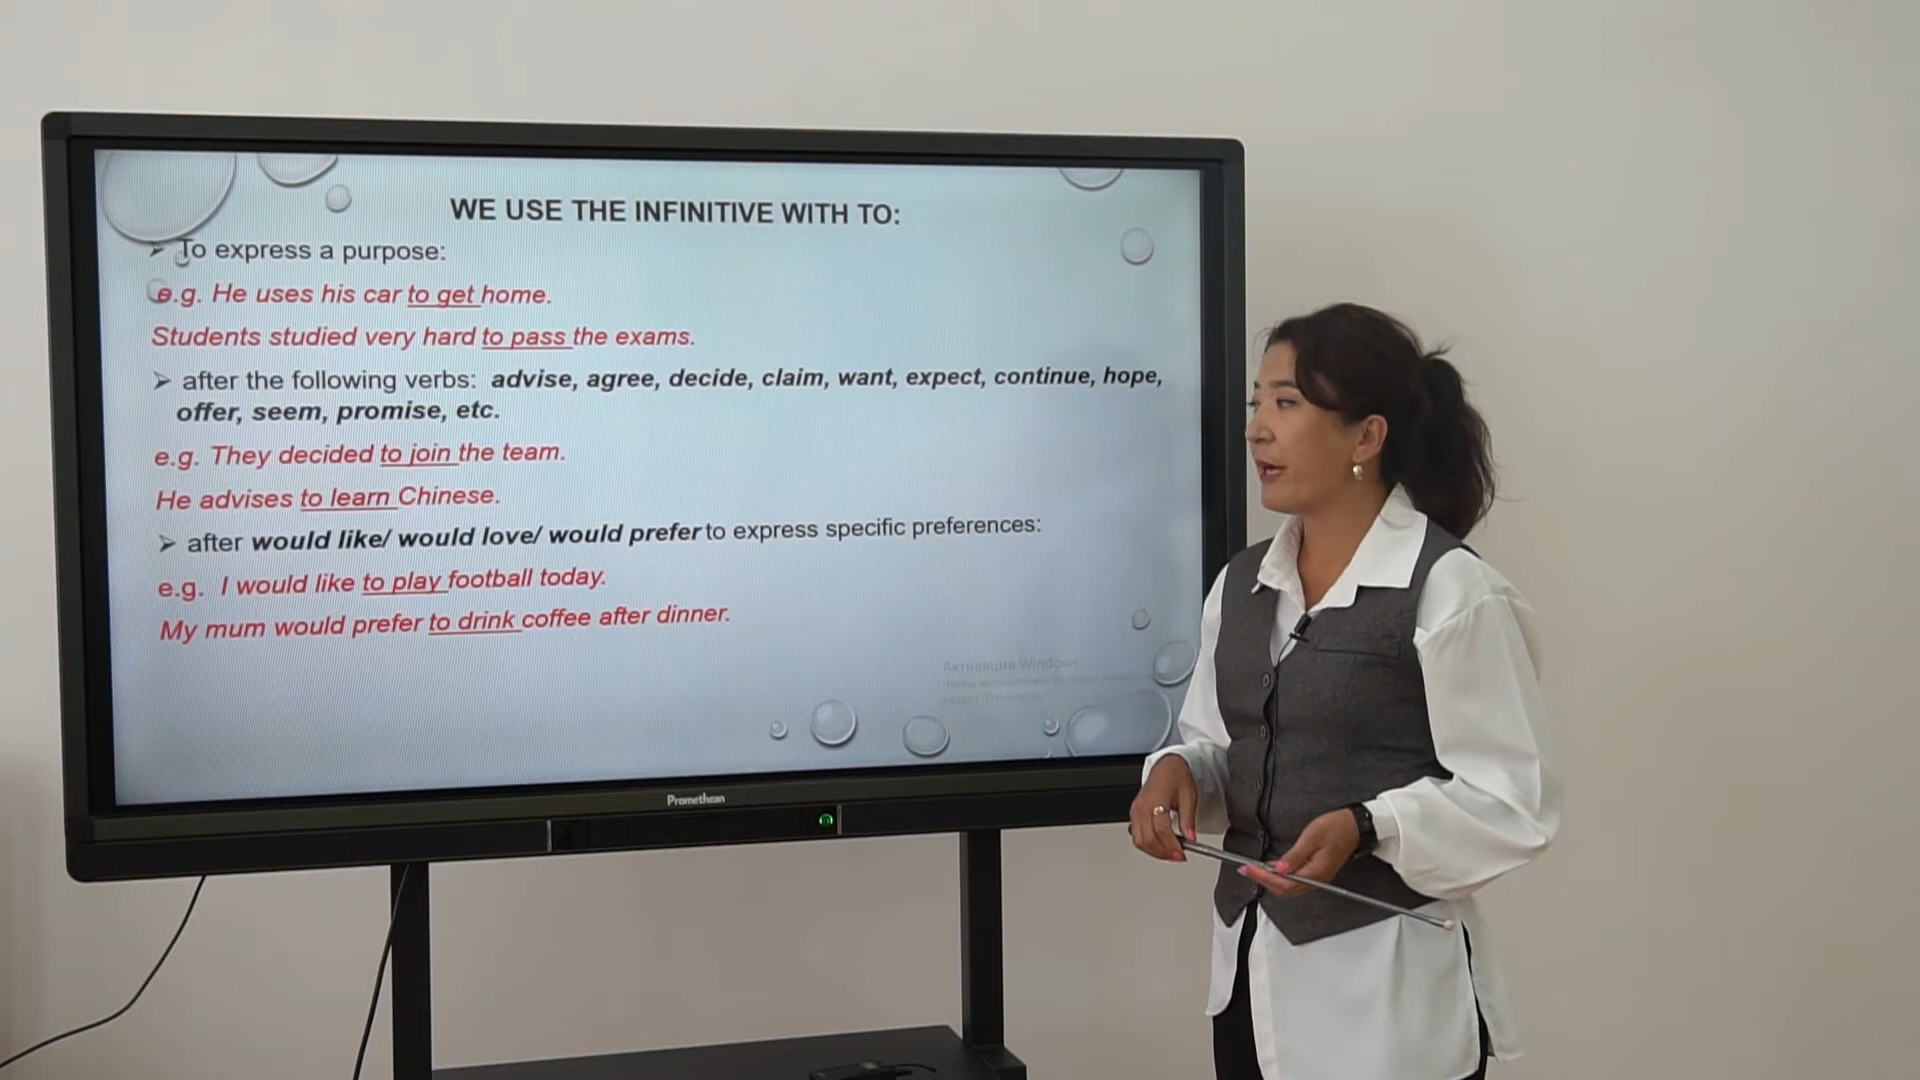 WE USE THE INFINITIVE WITH TO:
➢ To express a purpose:
e.g. He uses his car to get home.
Students studied very hard to pass the exams.
➢ after the following verbs: advise, agree, decide, claim, want, expect, continue, hope,
offer, seem, promise, etc.
e.g. They decided to join the team.
He advises to learn Chinese.
➢ after would like/ would love/ would prefer to express specific preferences:
e.g. I would like to play football today.
My mum would prefer to drink coffee after dinner.
Активация Windows
Promethean